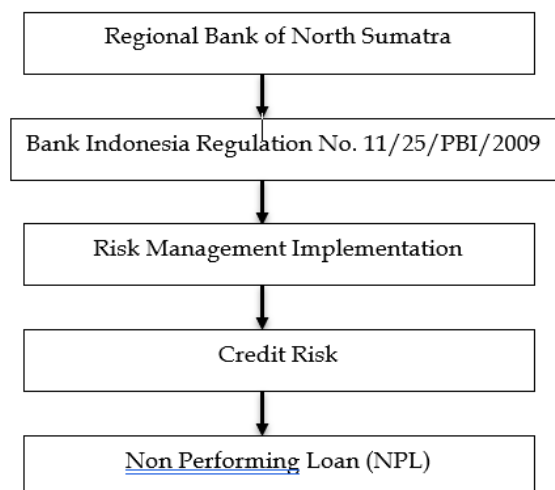 Regional Bank of North Sumatra
Bank Indonesia Regulation No. 11/25/PBI/2009
Risk Management Implementation
Credit Risk
Non Performing Loan (NPL)